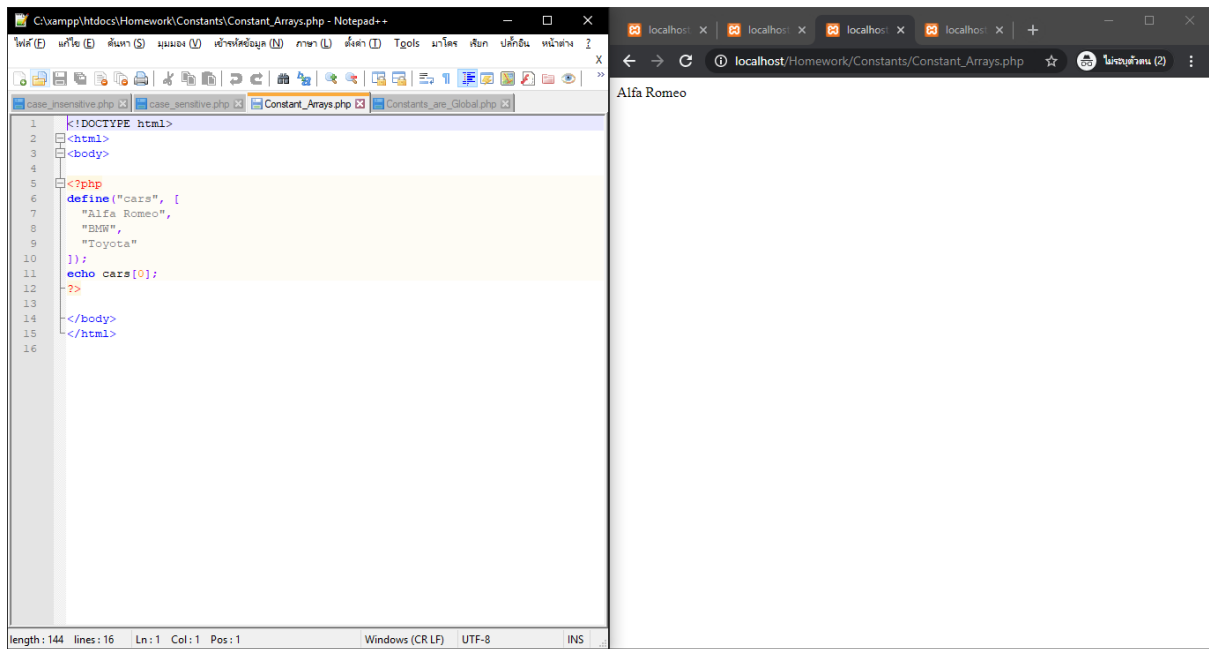 C:\xampp\htdocs\Homework\Constants\Constant_Arrays.php - Notepad++
ไฟล์ (F) แก้ไข (E) ค้นหา (S) มุมมอง (V) เข้ารหัสข้อมูล (N) ภาษา (L) ตั้งค่า (T) Tools มาโคร เรียก ปลั๊กอิน หน้าต่าง ?
X
case_insensitive.php case_sensitive.php Constant_Arrays.php Constants_are_Global.php
1 <!DOCTYPE html>
2 <html>
3 <body>
4
5 <?php
6 define("cars", [
7 "Alfa Romeo",
8 "BMW",
9 "Toyota"
10 ]);
11 echo cars[0];
12 ?>
13
14 </body>
15 </html>
16
length : 144 lines : 16 Ln : 1 Col : 1 Pos : 1 Windows (CR LF) UTF-8 INS
localhost localhost localhost localhost
localhost/Homework/Constants/Constant_Arrays.php ไม่ระบุตัวตน (2)
Alfa Romeo